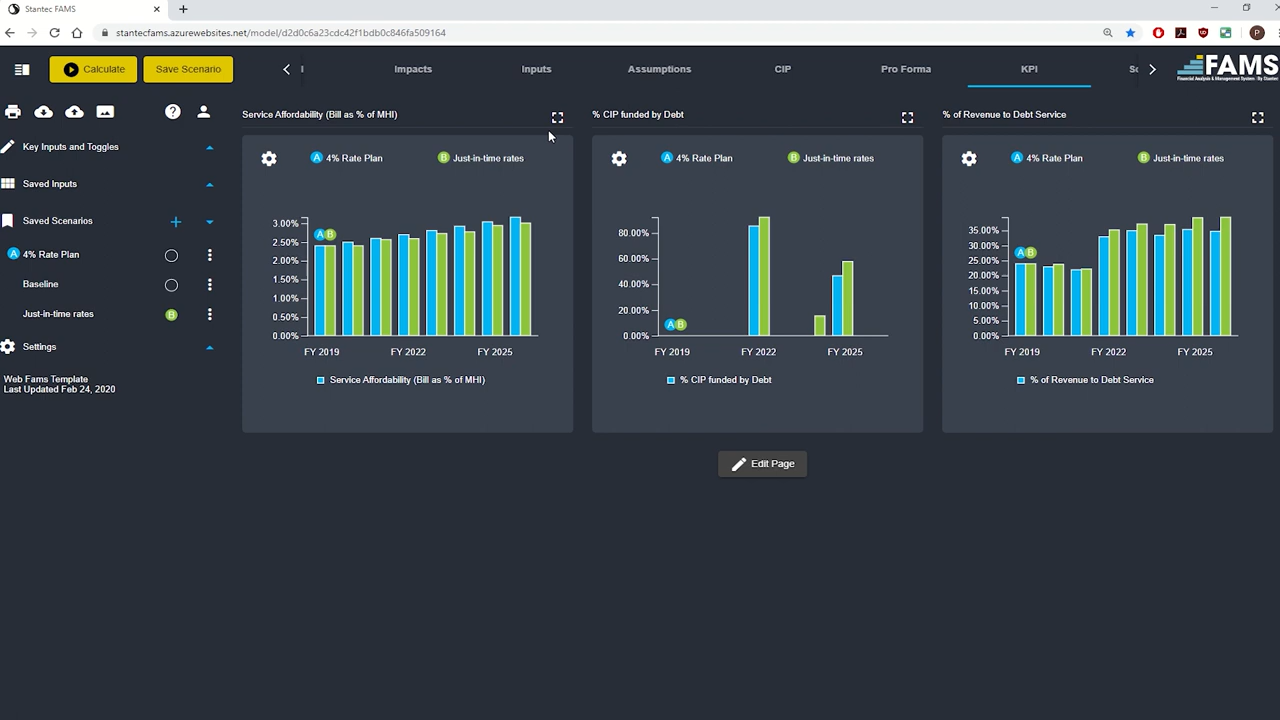 Stantec FAMS
stantecfams.azurewebsites.net/model/d2d0c6a23cdc42f1bdb0c846fa509164
P
Calculate
Save Scenario
Impacts
Inputs
Assumptions
CIP
Pro Forma
KPI
FAMS
Financial Analysis & Management System - By Stantec
Key Inputs and Toggles
Saved Inputs
Saved Scenarios
A 4% Rate Plan
Baseline
Just-in-time rates B
Settings
Web Fams Template
Last Updated Feb 24, 2020
Service Affordability (Bill as % of MHI)
A 4% Rate Plan
B Just-in-time rates
3.00%
2.50%
2.00%
1.50%
1.00%
0.50%
0.00%
A B
FY 2019
FY 2022
FY 2025
Service Affordability (Bill as % of MHI)
% CIP funded by Debt
A 4% Rate Plan
B Just-in-time rates
80.00%
60.00%
40.00%
20.00%
0.00%
A B
FY 2019
FY 2022
FY 2025
% CIP funded by Debt
% of Revenue to Debt Service
A 4% Rate Plan
B Just-in-time rates
35.00%
30.00%
25.00%
20.00%
15.00%
10.00%
5.00%
0.00%
A B
FY 2019
FY 2022
FY 2025
% of Revenue to Debt Service
Edit Page